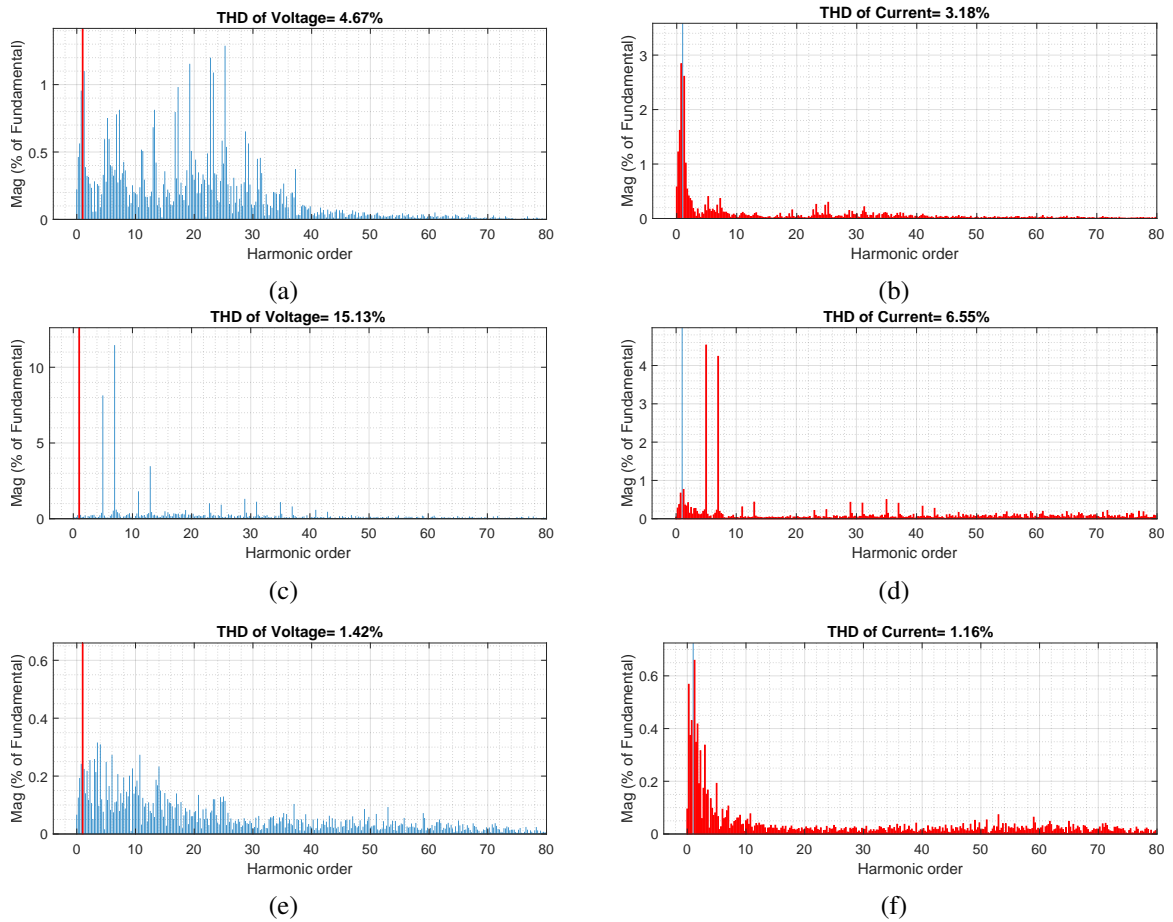 THD of Voltage= 4.67%
Mag (% of Fundamental)
1
0.5
0
0 10 20 30 40 50 60 70 80
Harmonic order
(a)
THD of Current= 3.18%
Mag (% of Fundamental)
3
2
1
0
0 10 20 30 40 50 60 70 80
Harmonic order
(b)
THD of Voltage= 15.13%
Mag (% of Fundamental)
10
5
0
0 10 20 30 40 50 60 70 80
Harmonic order
(c)
THD of Current= 6.55%
Mag (% of Fundamental)
4
3
2
1
0
0 10 20 30 40 50 60 70 80
Harmonic order
(d)
THD of Voltage= 1.42%
Mag (% of Fundamental)
0.6
0.4
0.2
0
0 10 20 30 40 50 60 70 80
Harmonic order
(e)
THD of Current= 1.16%
Mag (% of Fundamental)
0.6
0.4
0.2
0
0 10 20 30 40 50 60 70 80
Harmonic order
(f)